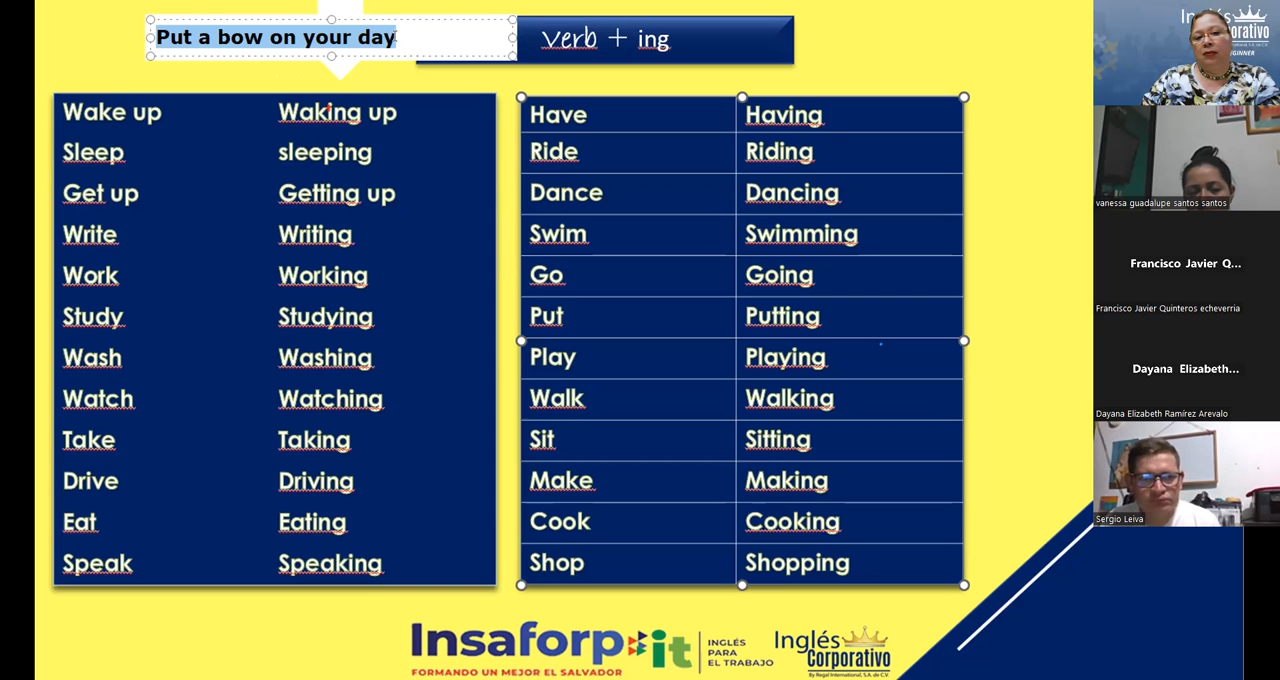 Put a bow on your day
verb + ing
Wake up Waking up
Sleep sleeping
Get up Getting up
Write Writing
Work Working
Study Studying
Wash Washing
Watch Watching
Take Taking
Drive Driving
Eat Eating
Speak Speaking
Have Having
Ride Riding
Dance Dancing
Swim Swimming
Go Going
Put Putting
Play Playing
Walk Walking
Sit Sitting
Make Making
Cook Cooking
Shop Shopping
Insaforp it
FORMANDO UN MEJOR EL SALVADOR
INGLÉS
PARA
EL TRABAJO
Inglés
Corporativo
By Regal International, S.A. de C.V.
vanessa guadalupe santos santos
Francisco Javier Q...
Francisco Javier Quinteros echeverria
Dayana Elizabeth...
Dayana Elizabeth Ramírez Arevalo
Sergio Leiva